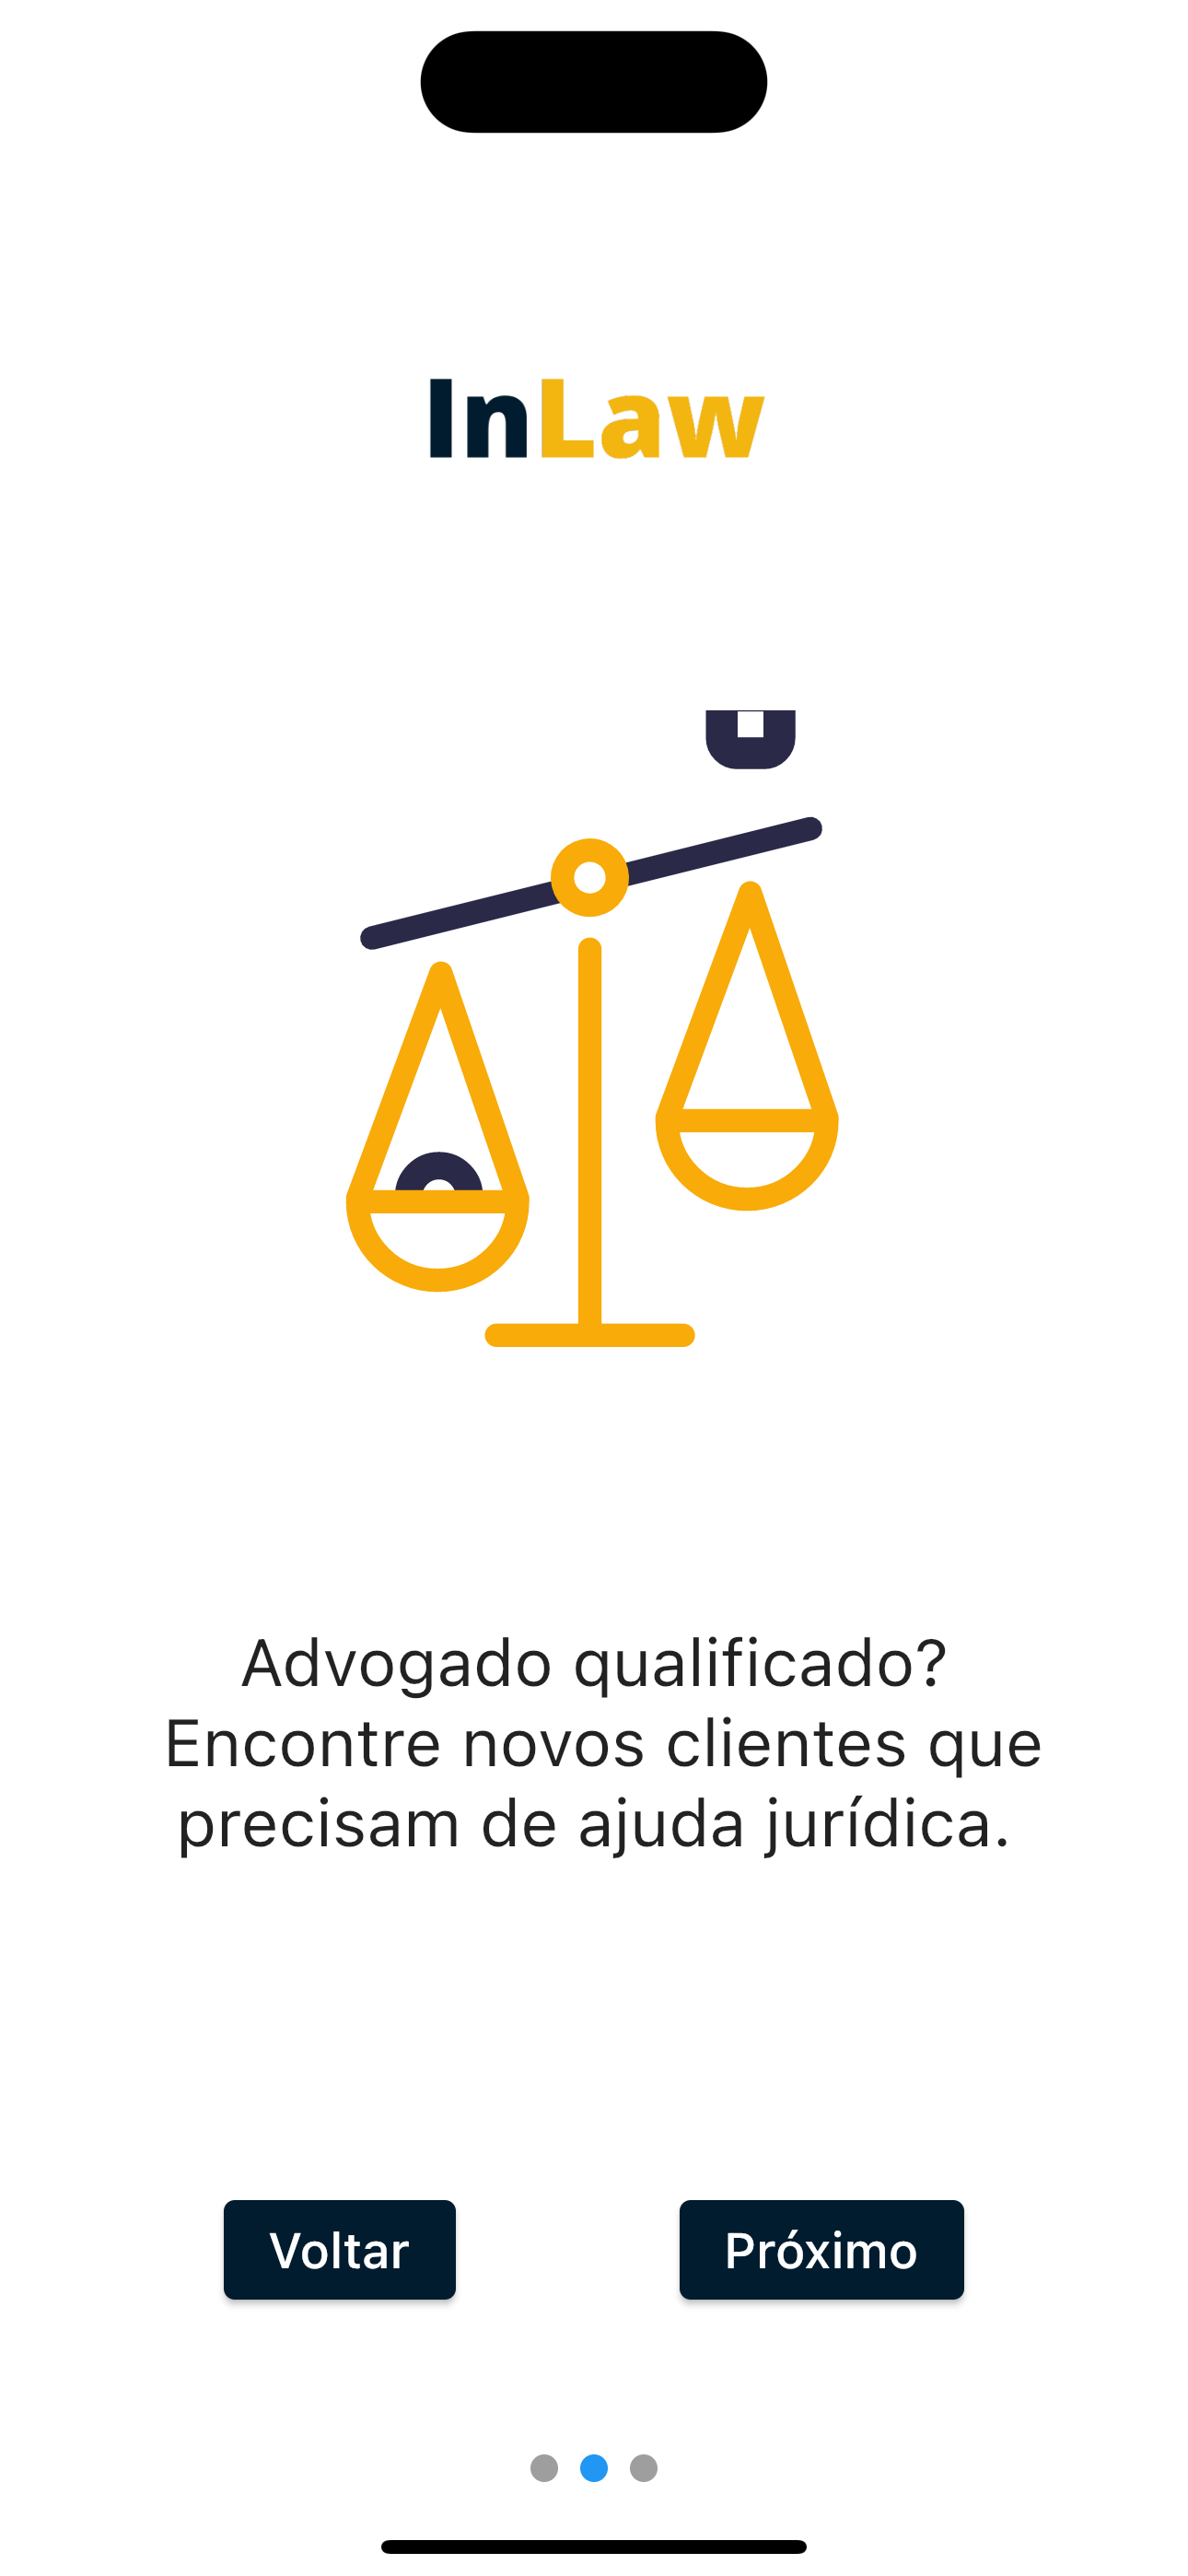 InLaw
Advogado qualificado?
Encontre novos clientes que
precisam de ajuda jurídica.
Voltar
Próximo